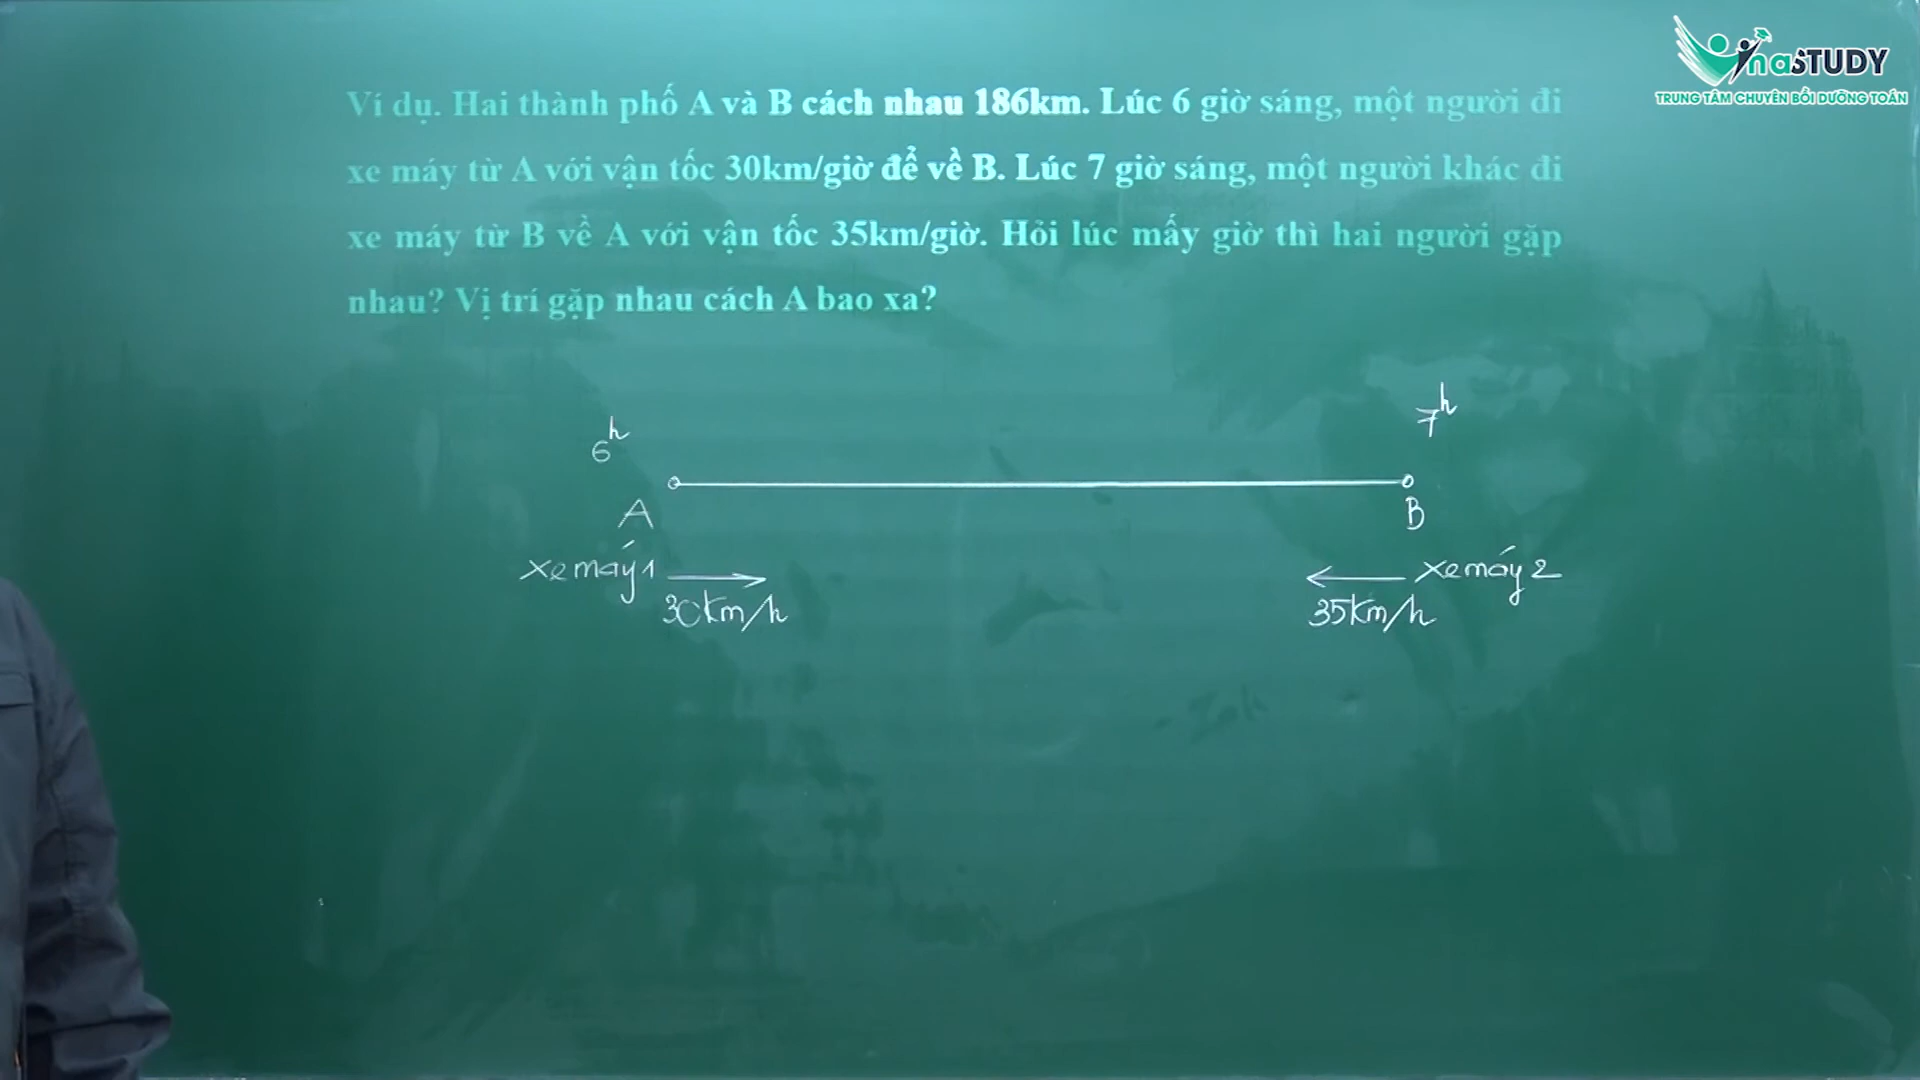 VinaSTUDY
TRUNG TÂM CHUYÊN BỒI DƯỠNG TOÁN
Ví dụ. Hai thành phố A và B cách nhau 186km. Lúc 6 giờ sáng, một người đi
xe máy từ A với vận tốc 30km/giờ để về B. Lúc 7 giờ sáng, một người khác đi
xe máy từ B về A với vận tốc 35km/giờ. Hỏi lúc mấy giờ thì hai người gặp
nhau? Vị trí gặp nhau cách A bao xa?
6h 7h
A B
xe máy 1 xe máy 2
30km/h 35km/h